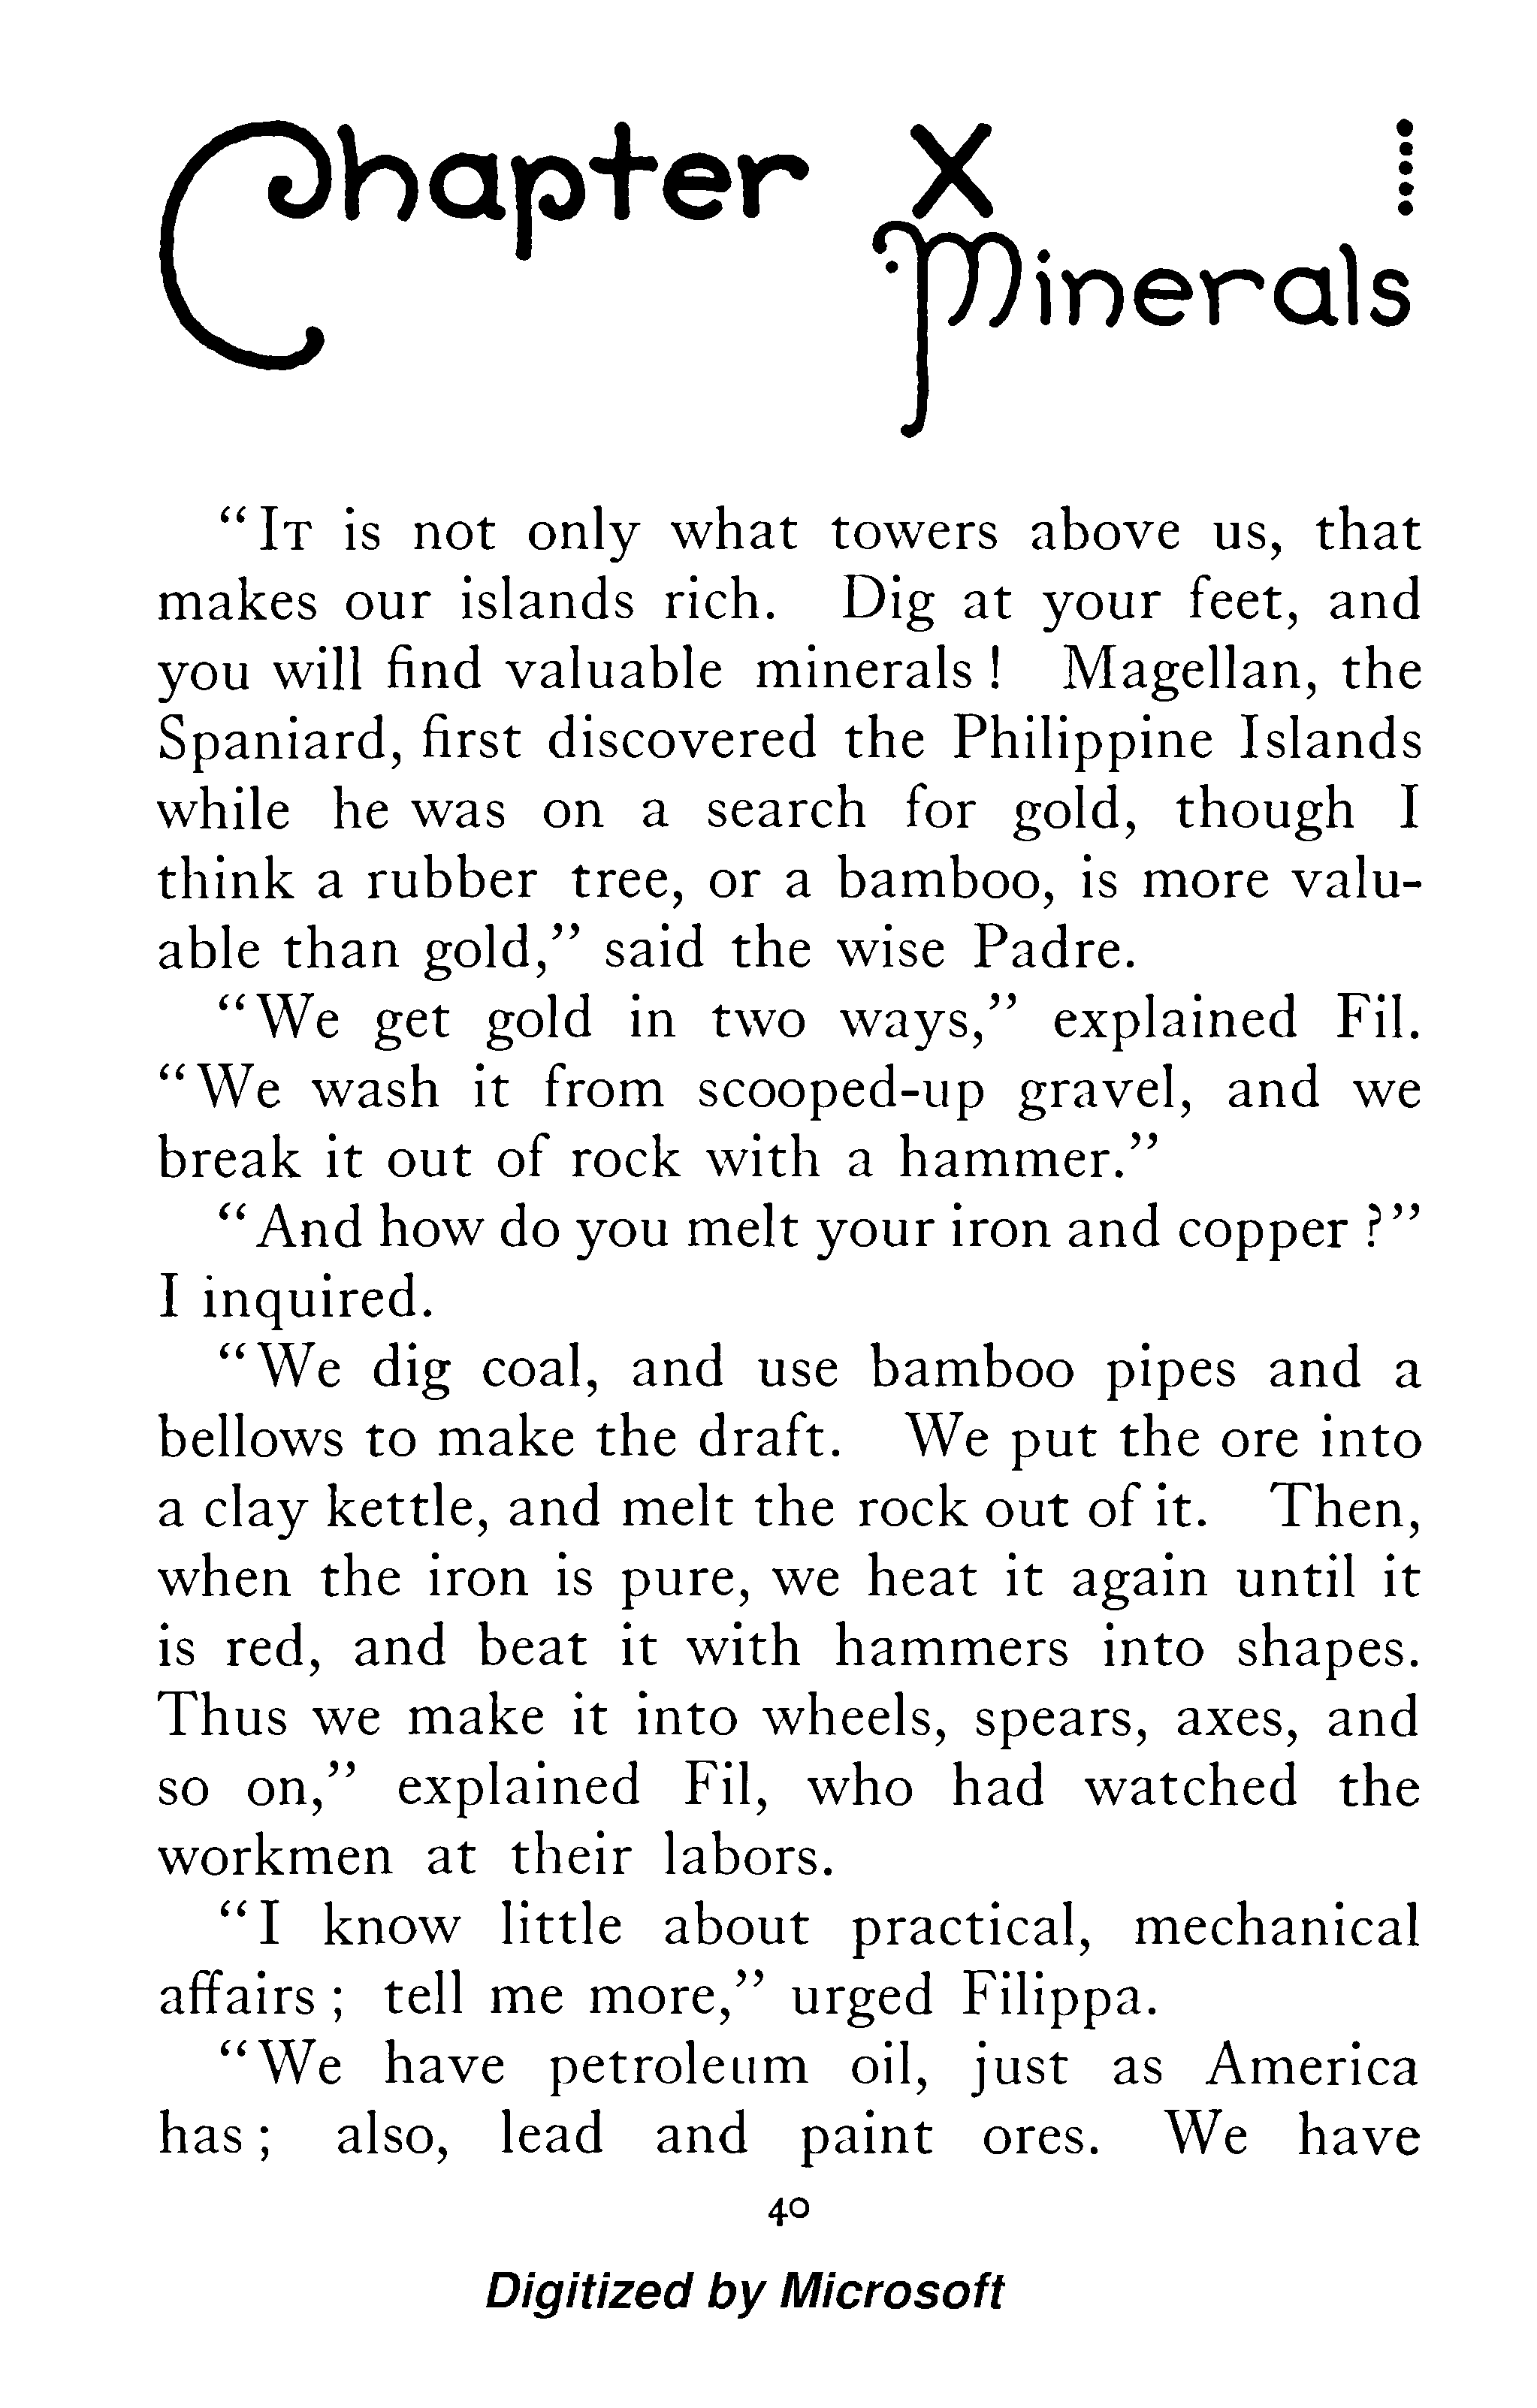 Chapter X
Minerals
“IT is not only what towers above us, that
makes our islands rich. Dig at your feet, and
you will find valuable minerals! Magellan, the
Spaniard, first discovered the Philippine Islands
while he was on a search for gold, though I
think a rubber tree, or a bamboo, is more valu-
able than gold,” said the wise Padre.
“We get gold in two ways,” explained Fil.
“We wash it from scooped-up gravel, and we
break it out of rock with a hammer.”
“And how do you melt your iron and copper?”
I inquired.
“We dig coal, and use bamboo pipes and a
bellows to make the draft. We put the ore into
a clay kettle, and melt the rock out of it. Then,
when the iron is pure, we heat it again until it
is red, and beat it with hammers into shapes.
Thus we make it into wheels, spears, axes, and
so on,” explained Fil, who had watched the
workmen at their labors.
“I know little about practical, mechanical
affairs; tell me more,” urged Filippa.
“We have petroleum oil, just as America
has; also, lead and paint ores. We have
40
Digitized by Microsoft